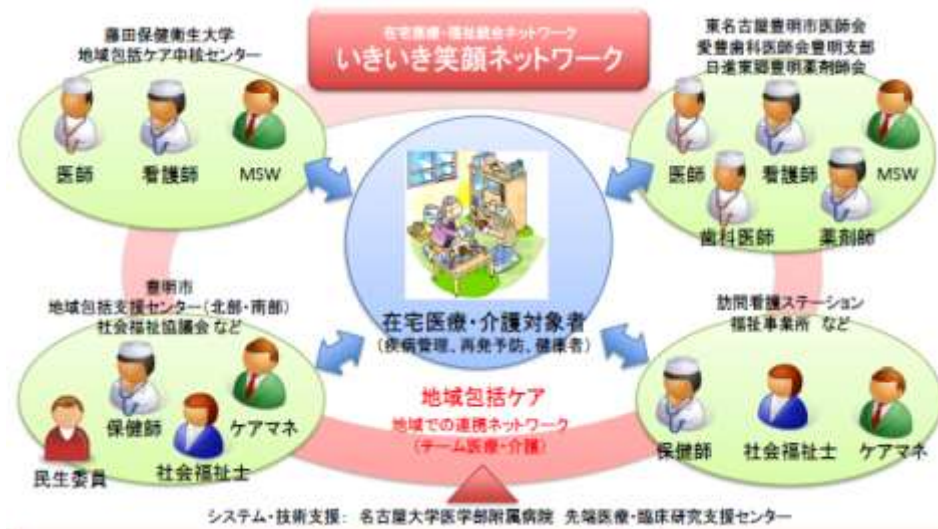 在宅医療・福祉統合ネットワーク
いきいき笑顔ネットワーク
藤田保健衛生大学
地域包括ケア中核センター
医師
看護師
MSW
東名古屋豊明市医師会
愛豊歯科医師会豊明支部
日進東郷豊明薬剤師会
医師
看護師
MSW
歯科医師
薬剤師
在宅医療・介護対象者
(疾病管理、再発予防、健康者)
豊明市
地域包括支援センター(北部・南部)
社会福祉協議会 など
保健師
ケアマネ
民生委員
社会福祉士
訪問看護ステーション
福祉事業所 など
保健師
社会福祉士
ケアマネ
地域包括ケア
地域での連携ネットワーク
(チーム医療・介護)
システム・技術支援: 名古屋大学医学部附属病院 先端医療・臨床研究支援センター